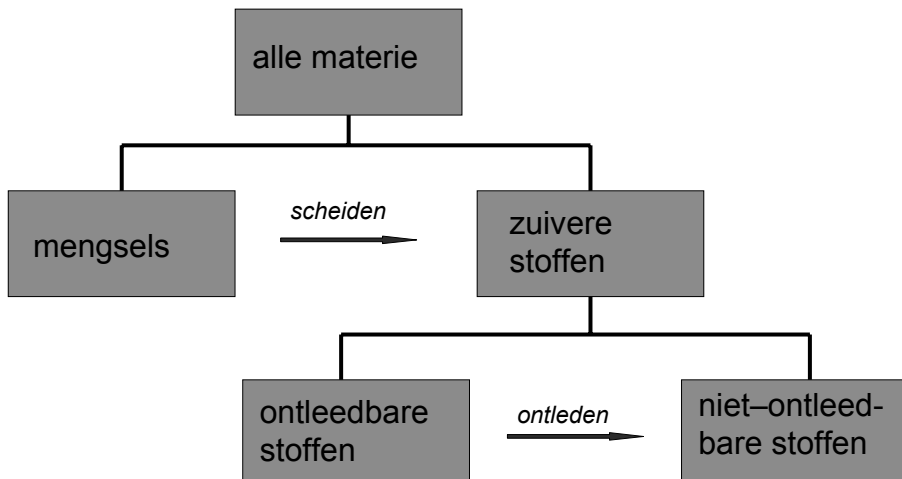 alle materie
mengsels
scheiden
zuivere
stoffen
ontleedbare
stoffen
ontleden
niet–ontleed-
bare stoffen